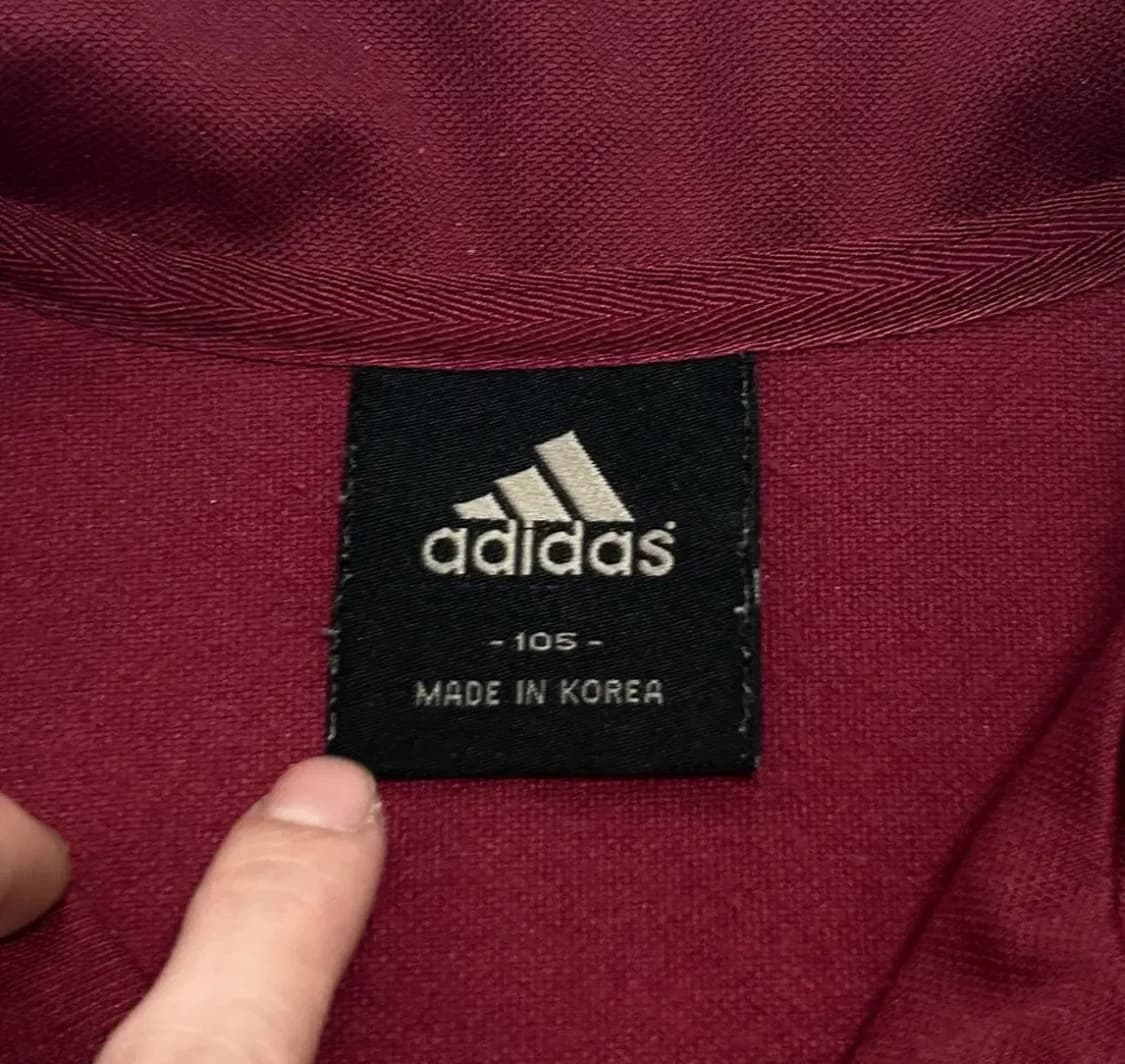 adidas
- 105 -
MADE IN KOREA